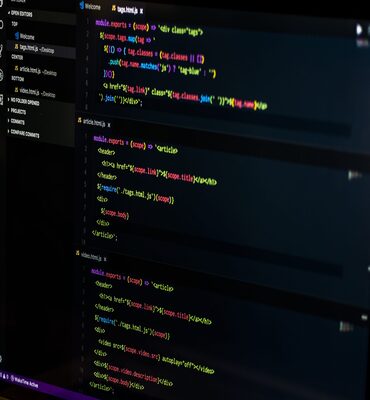 OPEN EDITORS
Welcome
tags.html.js ~/Desktop
CENTER
article.html.js ~/Desktop
BOTTOM
video.html.js ~/Desktop
NO FOLDER OPENED
PROJECTS
COMMITS
COMPARE COMMITS
Welcome
tags.html.js
module.exports = (scope) => `<div class="tags">
${scope.tags.map(tag => `
${(() => { tag.classes = (tag.classes || [])
.push(tag.name.matches('js') ? 'tag-blue' : '')
})()}
<a href="${tag.link}" class="${tag.classes.join(' ')}">${tag.name}</a>
`).join('')}</div>`;
article.html.js
module.exports = (scope) => `<article>
<header>
<h1><a href="${scope.link}">${scope.title}</a></h1>
</header>
${require('./tags.html.js')(scope)}
<div>
${scope.body}
</div>
</article>`;
video.html.js
module.exports = (scope) => `<article>
<header>
<h1><a href="${scope.link}">${scope.title}</a></h1>
</header>
${require('./tags.html.js')(scope)}
<div>
<video src=${scope.video.src} autoplay="off"></video>
</div>
<div>${scope.video.description}</div>
<div>${scope.body}</div>
</article>`;
WakaTime Active